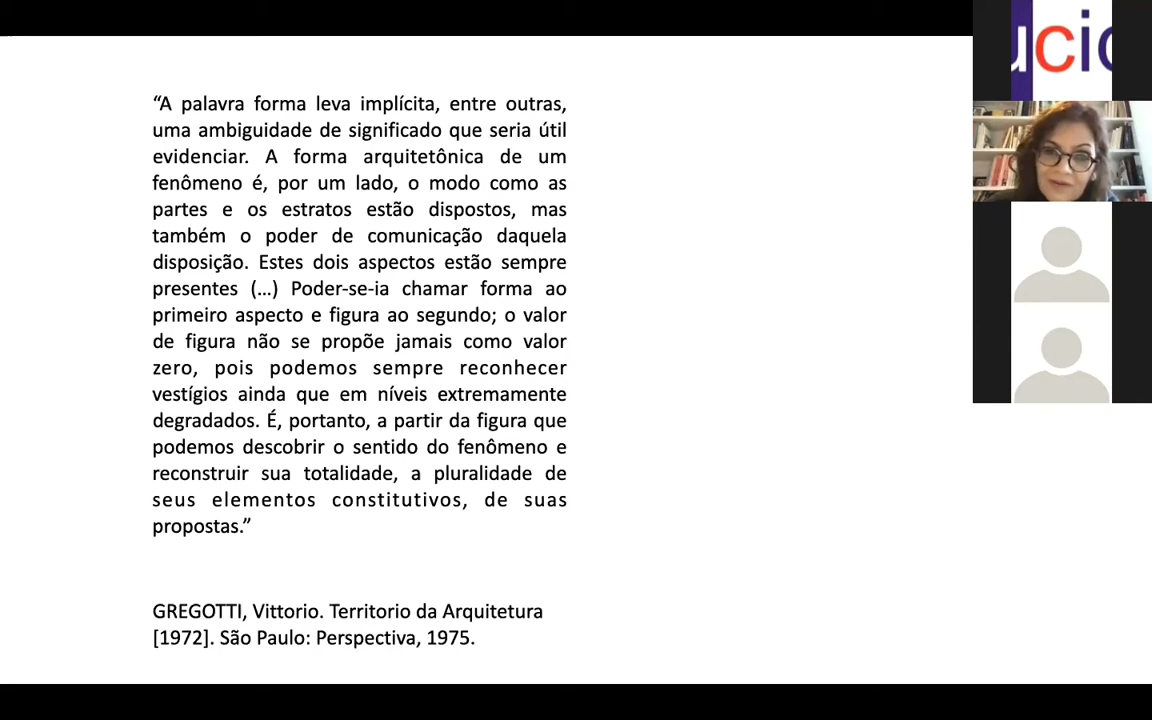 “A palavra forma leva implícita, entre outras,
uma ambiguidade de significado que seria útil
evidenciar. A forma arquitetônica de um
fenômeno é, por um lado, o modo como as
partes e os estratos estão dispostos, mas
também o poder de comunicação daquela
disposição. Estes dois aspectos estão sempre
presentes (...) Poder-se-ia chamar forma ao
primeiro aspecto e figura ao segundo; o valor
de figura não se propõe jamais como valor
zero, pois podemos sempre reconhecer
vestígios ainda que em níveis extremamente
degradados. É, portanto, a partir da figura que
podemos descobrir o sentido do fenômeno e
reconstruir sua totalidade, a pluralidade de
seus elementos constitutivos, de suas
propostas.”
GREGOTTI, Vittorio. Territorio da Arquitetura
[1972]. São Paulo: Perspectiva, 1975.